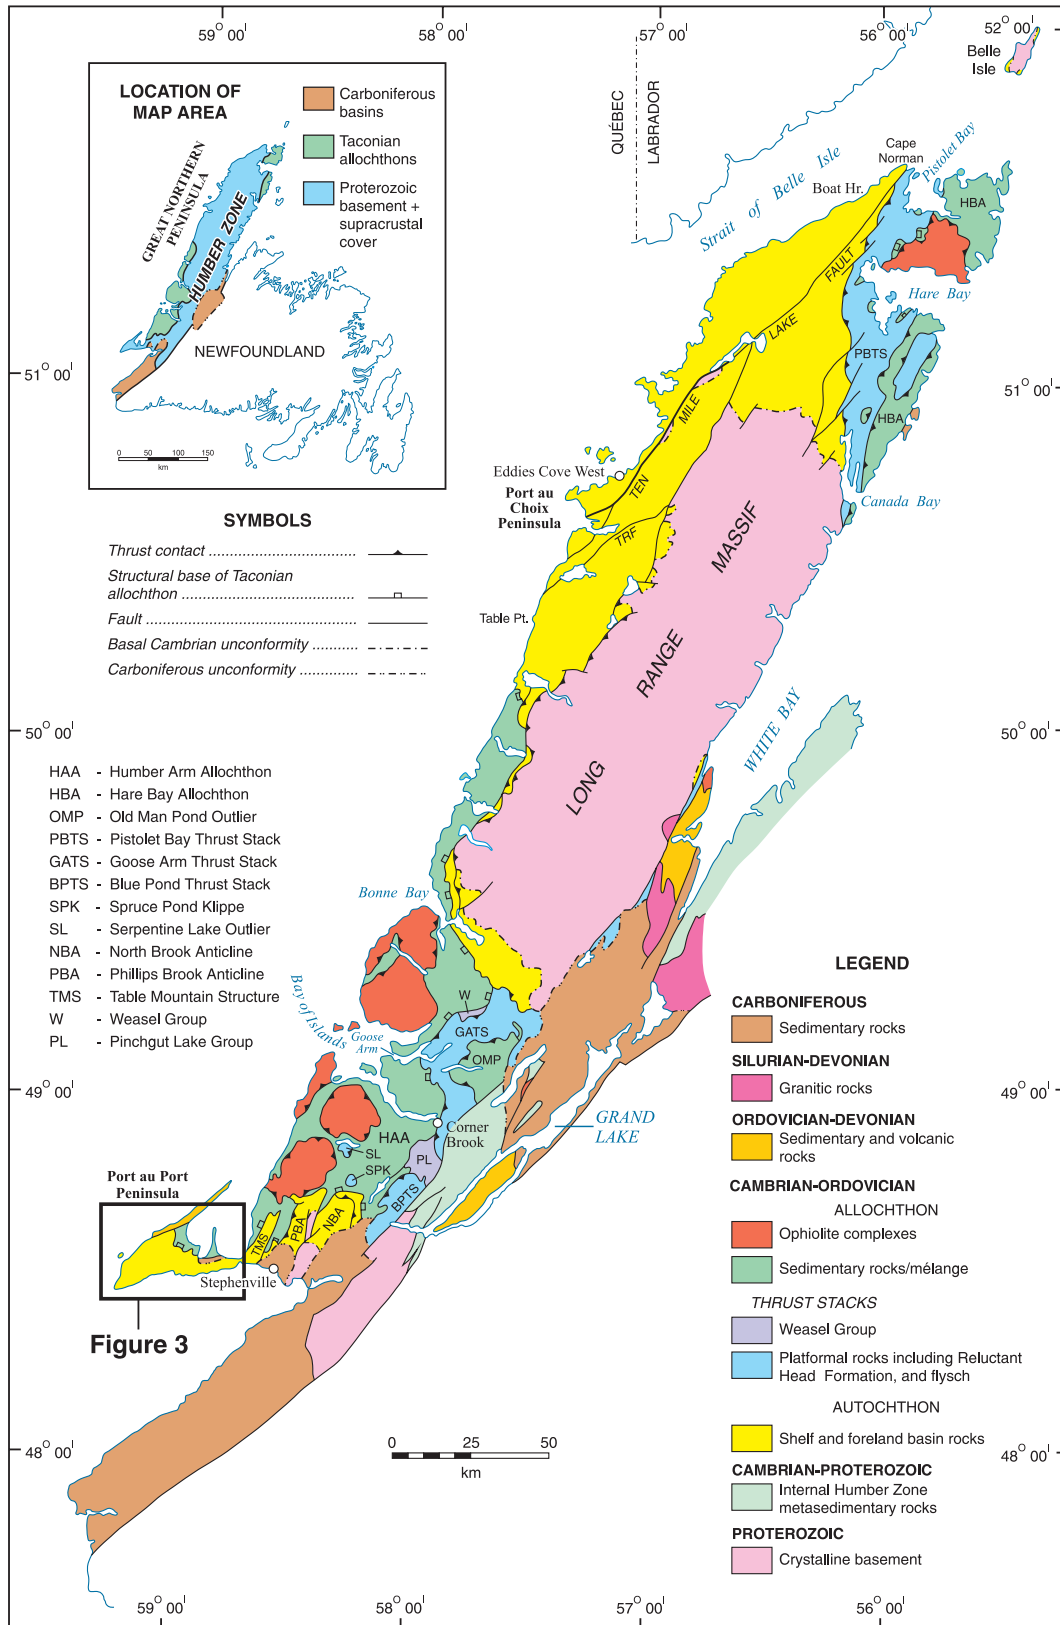 59° 00'
58° 00'
57° 00'
56° 00'
52° 00'
Belle
Isle
LOCATION OF
MAP AREA
Carboniferous
basins
Taconian
allochthons
Proterozoic
basement +
supracrustal
cover
GREAT NORTHERN
PENINSULA
HUMBER ZONE
NEWFOUNDLAND
0 50 100 150
km
QUÉBEC
LABRADOR
Strait of Belle Isle
Cape
Norman
Boat Hr.
Pistolet Bay
HBA
Hare Bay
FAULT
LAKE
MILE
TEN
PBTS
HBA
51° 00'
51° 00'
Eddies Cove West
Port au
Choix
Peninsula
TRF
Canada Bay
Table Pt.
SYMBOLS
Thrust contact
Structural base of Taconian
allochthon
Fault
Basal Cambrian unconformity
Carboniferous unconformity
LONG RANGE MASSIF
WHITE BAY
50° 00'
50° 00'
HAA - Humber Arm Allochthon
HBA - Hare Bay Allochthon
OMP - Old Man Pond Outlier
PBTS - Pistolet Bay Thrust Stack
GATS - Goose Arm Thrust Stack
BPTS - Blue Pond Thrust Stack
SPK - Spruce Pond Klippe
SL - Serpentine Lake Outlier
NBA - North Brook Anticline
PBA - Phillips Brook Anticline
TMS - Table Mountain Structure
W - Weasel Group
PL - Pinchgut Lake Group
Bonne Bay
Bay of Islands
Goose
Arm
W
GATS
OMP
49° 00'
49° 00'
HAA
Corner
Brook
SL
SPK
PL
BPTS
GRAND
LAKE
Port au Port
Peninsula
TMS
PBA
NBA
Stephenville
Figure 3
48° 00'
48° 00'
0 25 50
km
LEGEND
CARBONIFEROUS
Sedimentary rocks
SILURIAN-DEVONIAN
Granitic rocks
ORDOVICIAN-DEVONIAN
Sedimentary and volcanic
rocks
CAMBRIAN-ORDOVICIAN
ALLOCHTHON
Ophiolite complexes
Sedimentary rocks/mélange
THRUST STACKS
Weasel Group
Platformal rocks including Reluctant
Head Formation, and flysch
AUTOCHTHON
Shelf and foreland basin rocks
CAMBRIAN-PROTEROZOIC
Internal Humber Zone
metasedimentary rocks
PROTEROZOIC
Crystalline basement
59° 00'
58° 00'
57° 00'
56° 00'